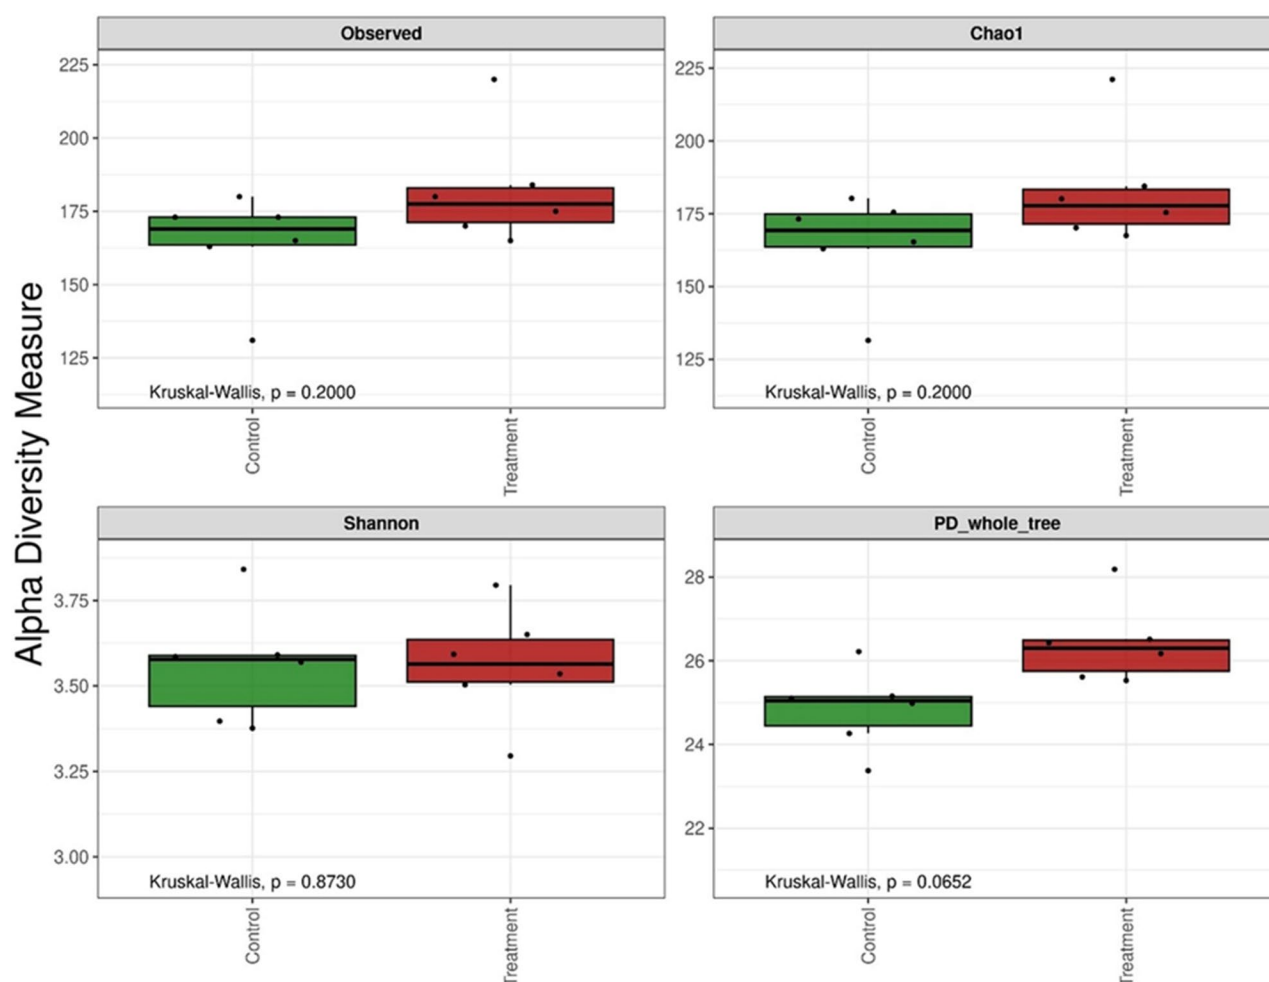 Alpha Diversity Measure
Observed
225
200
175
150
125
Kruskal-Wallis, p = 0.2000
Control
Treatment
Chao1
225
200
175
150
125
Kruskal-Wallis, p = 0.2000
Control
Treatment
Shannon
3.75
3.50
3.25
3.00
Kruskal-Wallis, p = 0.8730
Control
Treatment
PD_whole_tree
28
26
24
22
Kruskal-Wallis, p = 0.0652
Control
Treatment